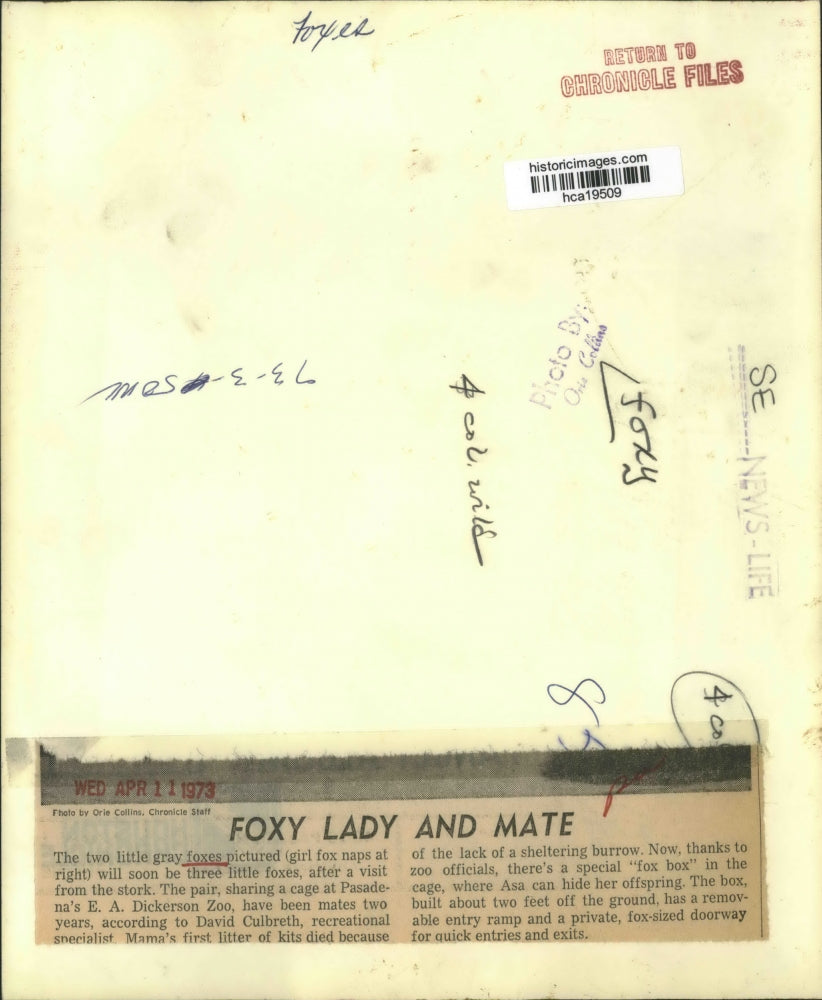 Foxes
RETURN TO
CHRONICLE FILES
historicimages.com
hca19509
Photo By
Orie Collins
Foxy
SE
NEWS-LIFE
4 col. wild
WED APR 11 1973
Photo by Orie Collins, Chronicle Staff
FOXY LADY AND MATE
The two little gray foxes pictured (girl fox naps at
right) will soon be three little foxes, after a visit
from the stork. The pair, sharing a cage at Pasade-
na's E. A. Dickerson Zoo, have been mates two
years, according to David Culbreth, recreational
specialist. Mama's first litter of kits died because
of the lack of a sheltering burrow. Now, thanks to
zoo officials, there's a special "fox box" in the
cage, where Asa can hide her offspring. The box,
built about two feet off the ground, has a remov-
able entry ramp and a private, fox-sized doorway
for quick entries and exits.